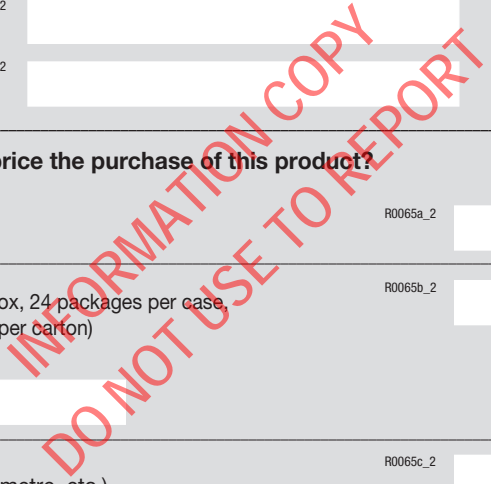 2
2
rice the purchase of this product?
R0065a_2
ox, 24 packages per case,
per carton)
R0065b_2
R0065c_2
metre, etc.)
INFORMATION COPY
DO NOT USE TO REPORT